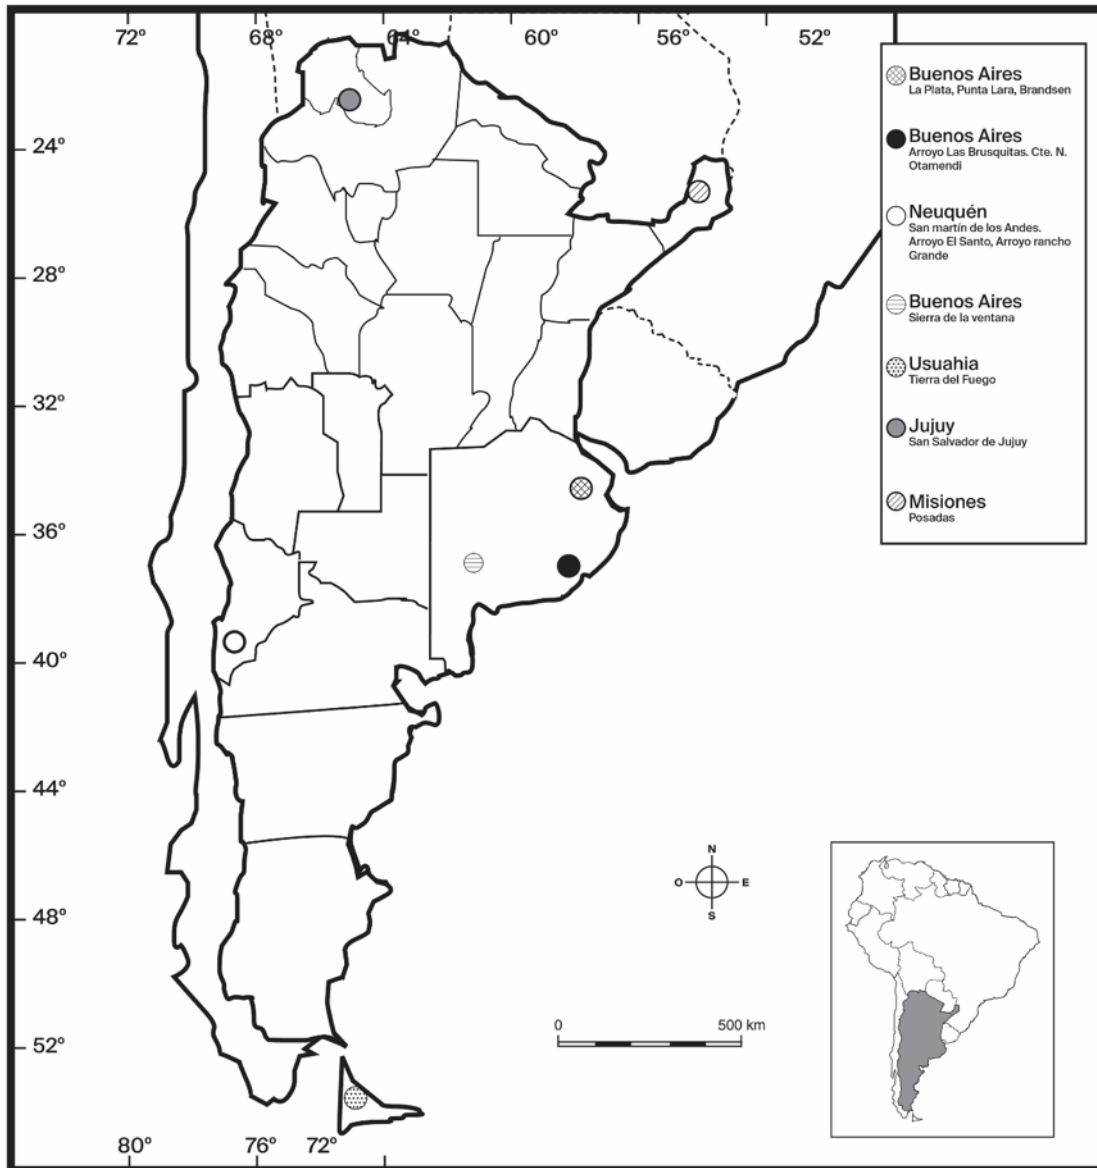 72º 68º 64º 60º 56º 52º
24º
28º
32º
36º
40º
44º
48º
52º
80º 76º 72º
Buenos Aires
La Plata, Punta Lara, Brandsen
Buenos Aires
Arroyo Las Brusquitas. Cte. N.
Otamendi
Neuquén
San martín de los Andes.
Arroyo El Santo, Arroyo rancho
Grande
Buenos Aires
Sierra de la ventana
Usuahia
Tierra del Fuego
Jujuy
San Salvador de Jujuy
Misiones
Posadas
N
O E
S
0 500 km